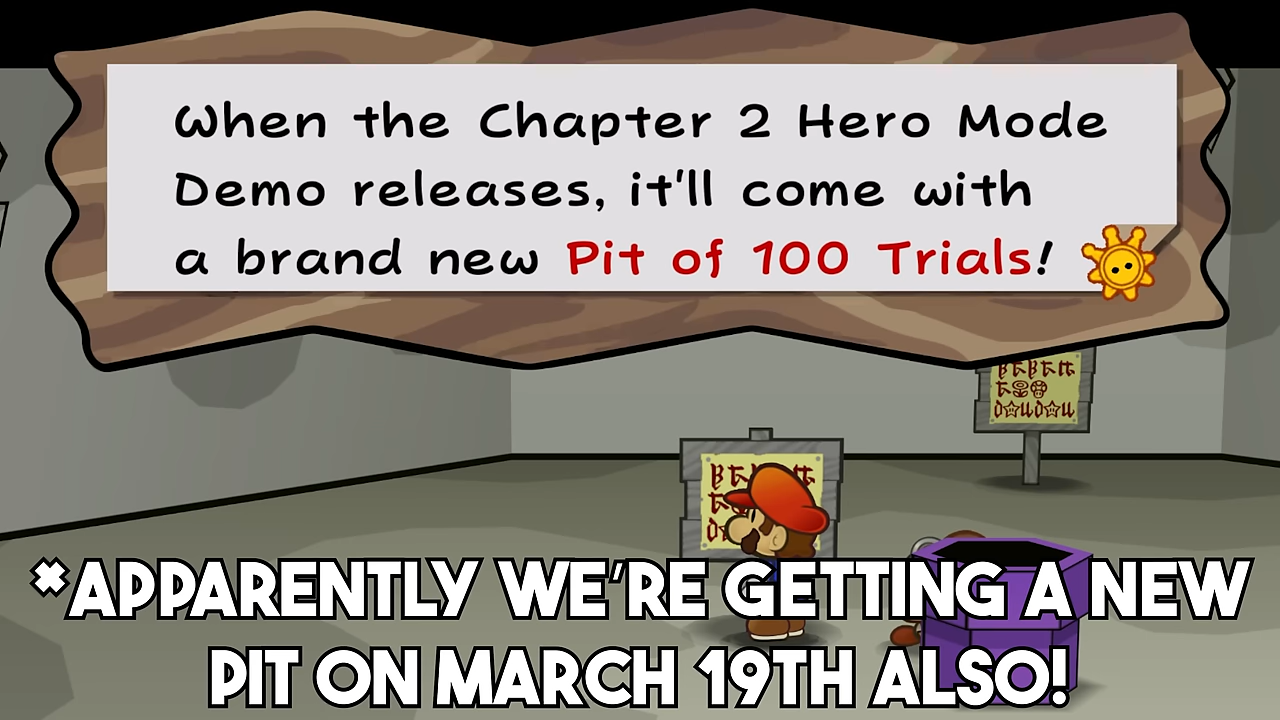 When the Chapter 2 Hero Mode
Demo releases, it'll come with
a brand new Pit of 100 Trials!
*APPARENTLY WE'RE GETTING A NEW
PIT ON MARCH 19TH ALSO!